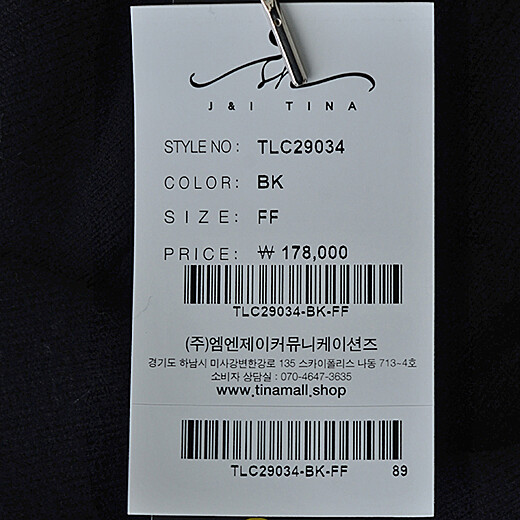 J & I TINA
STYLE NO : TLC29034
COLOR : BK
SIZE : FF
PRICE : ₩ 178,000
TLC29034-BK-FF
(주)엠엔제이커뮤니케이션즈
경기도 하남시 미사강변한강로 135 스카이폴리스 나동 713~4호
소비자 상담실 : 070-4647-3635
www.tinamall.shop
TLC29034-BK-FF 89